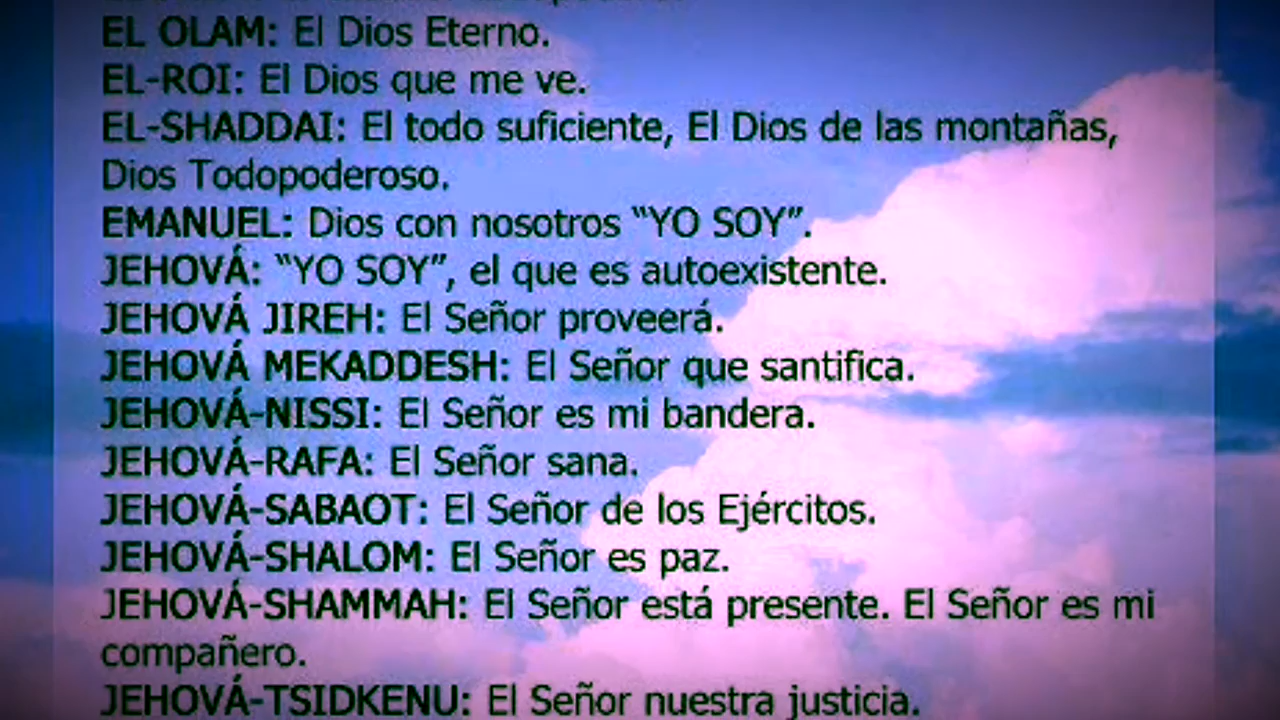 EL OLAM: El Dios Eterno.
EL-ROI: El Dios que me ve.
EL-SHADDAI: El todo suficiente, El Dios de las montañas,
Dios Todopoderoso.
EMANUEL: Dios con nosotros “YO SOY”.
JEHOVÁ: “YO SOY”, el que es autoexistente.
JEHOVÁ JIREH: El Señor proveerá.
JEHOVÁ MEKADDESH: El Señor que santifica.
JEHOVÁ-NISSI: El Señor es mi bandera.
JEHOVÁ-RAFA: El Señor sana.
JEHOVÁ-SABAOT: El Señor de los Ejércitos.
JEHOVÁ-SHALOM: El Señor es paz.
JEHOVÁ-SHAMMAH: El Señor está presente. El Señor es mi
compañero.
JEHOVÁ-TSIDKENU: El Señor nuestra justicia.